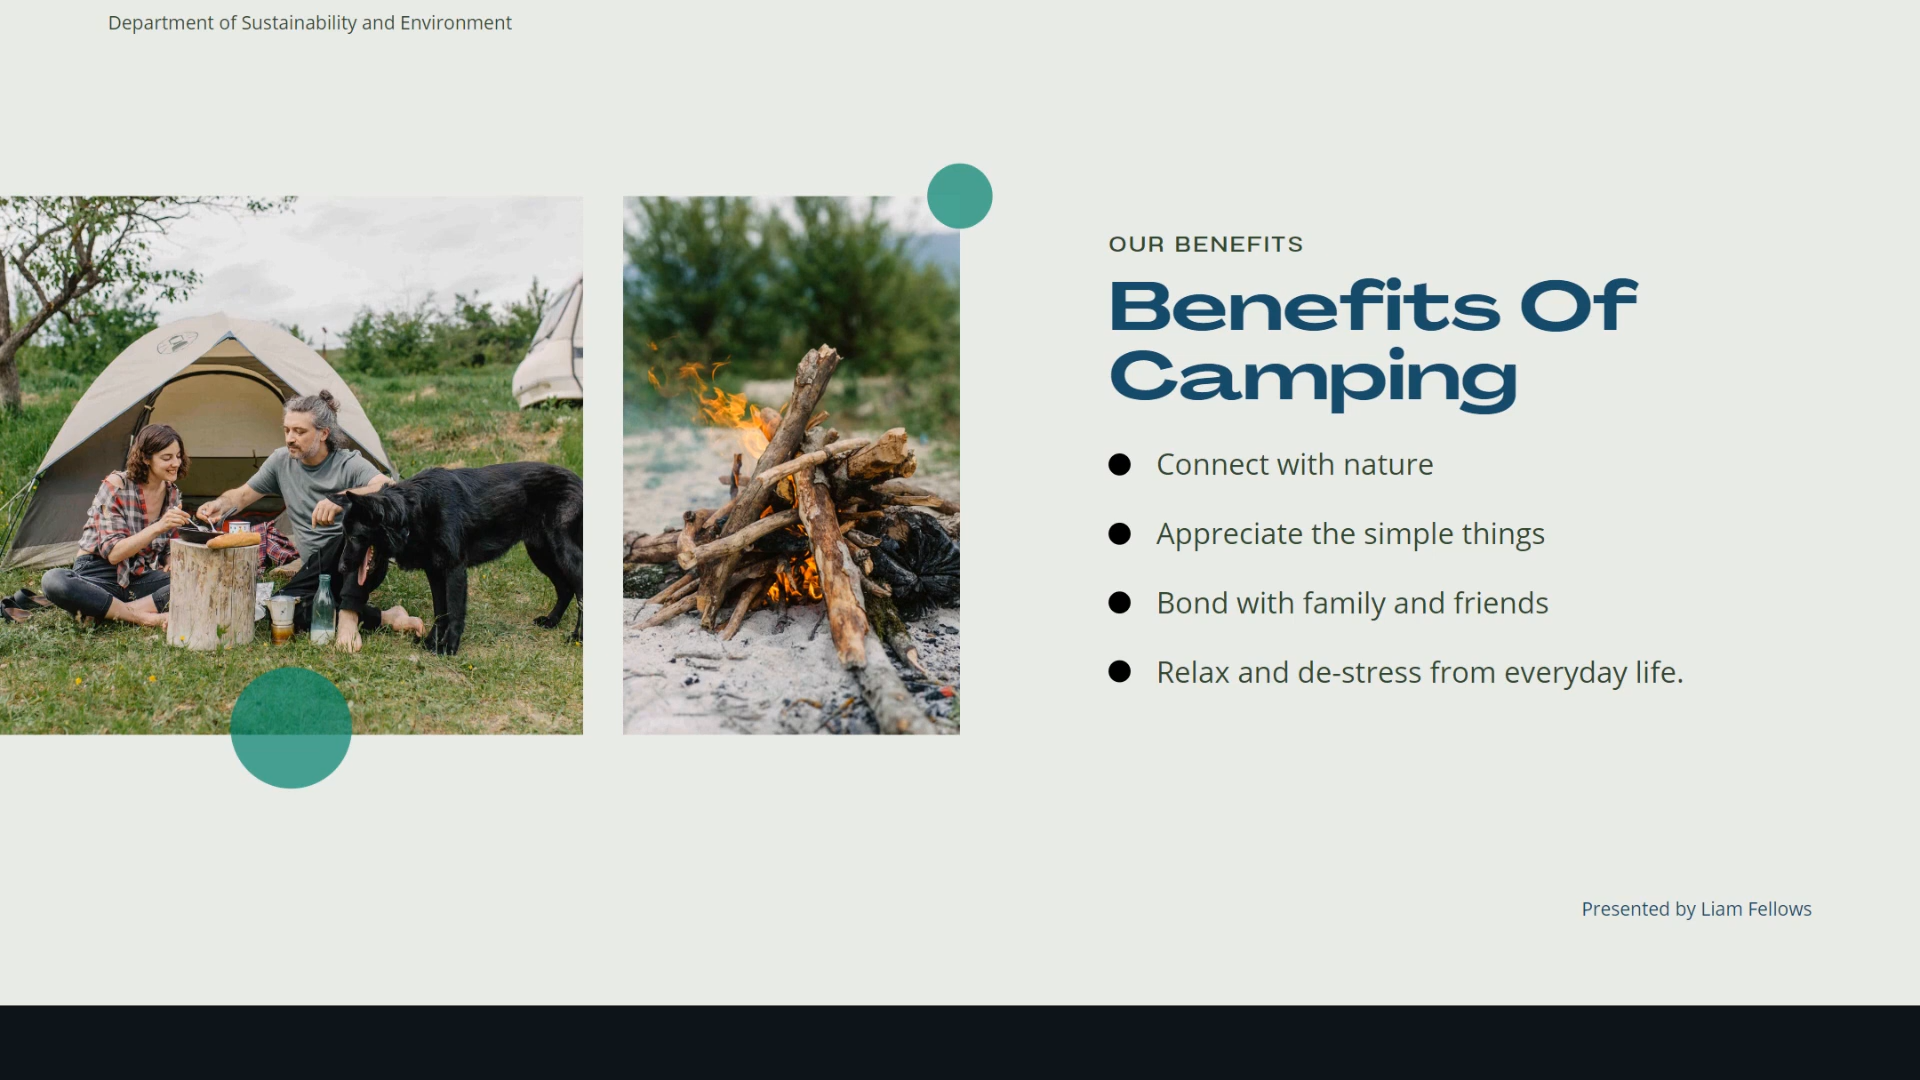 Department of Sustainability and Environment
OUR BENEFITS
Benefits Of
Camping
Connect with nature
Appreciate the simple things
Bond with family and friends
Relax and de-stress from everyday life.
Presented by Liam Fellows